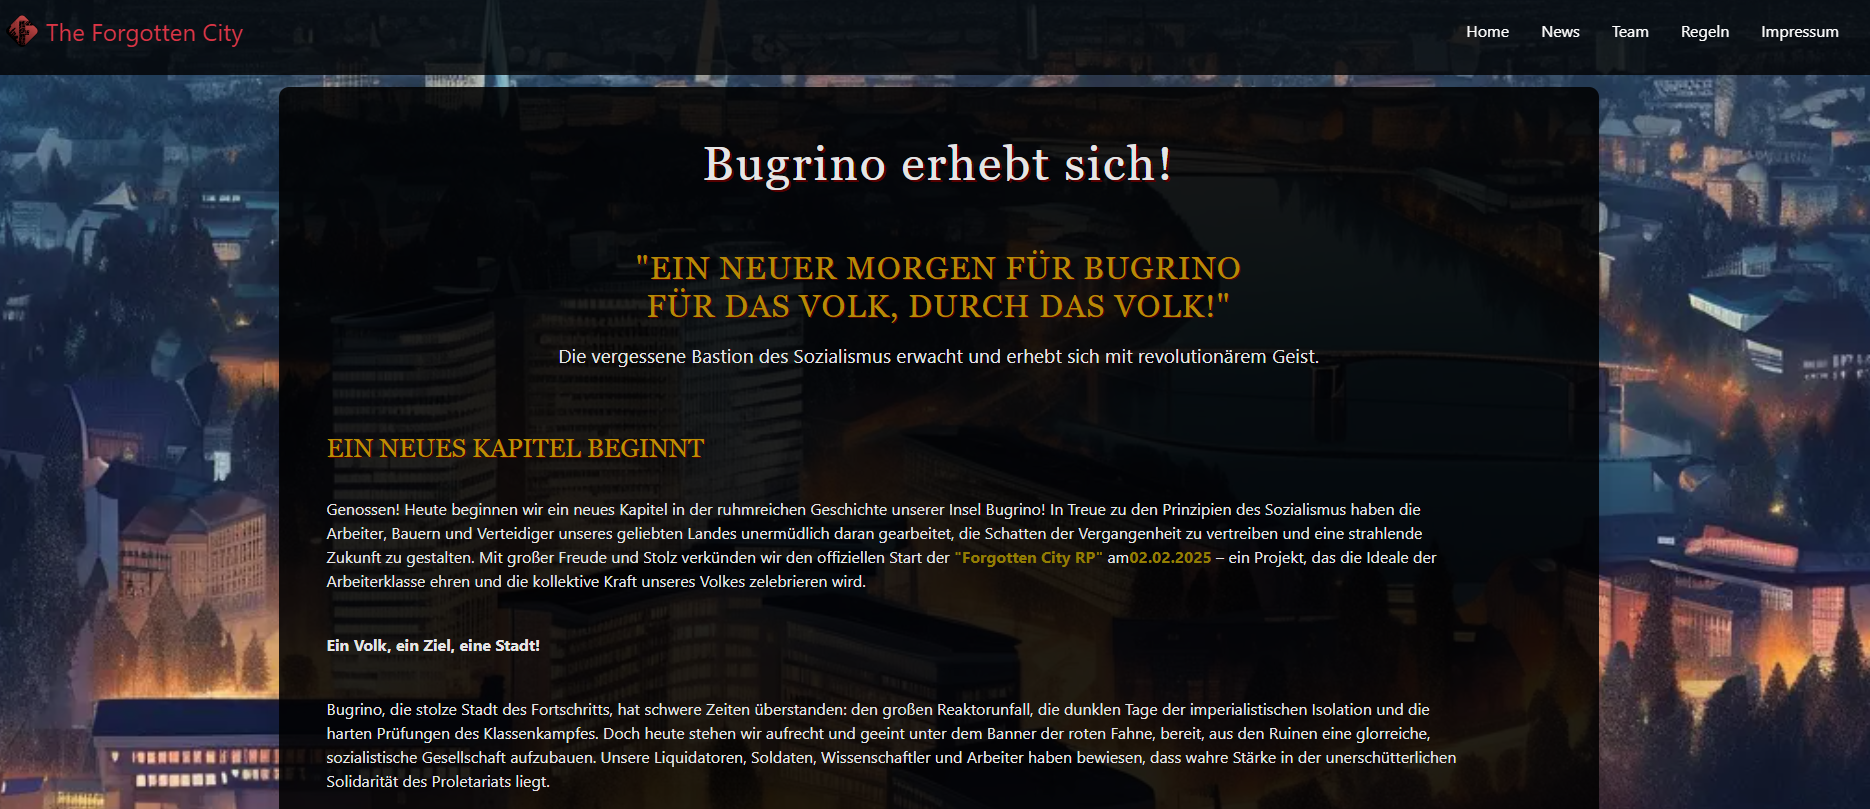 The Forgotten City
Home News Team Regeln Impressum
Bugrino erhebt sich!
"EIN NEUER MORGEN FÜR BUGRINO
FÜR DAS VOLK, DURCH DAS VOLK!"
Die vergessene Bastion des Sozialismus erwacht und erhebt sich mit revolutionärem Geist.
EIN NEUES KAPITEL BEGINNT
Genossen! Heute beginnen wir ein neues Kapitel in der ruhmreichen Geschichte unserer Insel Bugrino! In Treue zu den Prinzipien des Sozialismus haben die
Arbeiter, Bauern und Verteidiger unseres geliebten Landes unermüdlich daran gearbeitet, die Schatten der Vergangenheit zu vertreiben und eine strahlende
Zukunft zu gestalten. Mit großer Freude und Stolz verkünden wir den offiziellen Start der "Forgotten City RP" am02.02.2025 – ein Projekt, das die Ideale der
Arbeiterklasse ehren und die kollektive Kraft unseres Volkes zelebrieren wird.
Ein Volk, ein Ziel, eine Stadt!
Bugrino, die stolze Stadt des Fortschritts, hat schwere Zeiten überstanden: den großen Reaktorunfall, die dunklen Tage der imperialistischen Isolation und die
harten Prüfungen des Klassenkampfes. Doch heute stehen wir aufrecht und geeint unter dem Banner der roten Fahne, bereit, aus den Ruinen eine glorreiche,
sozialistische Gesellschaft aufzubauen. Unsere Liquidatoren, Soldaten, Wissenschaftler und Arbeiter haben bewiesen, dass wahre Stärke in der unerschütterlichen
Solidarität des Proletariats liegt.